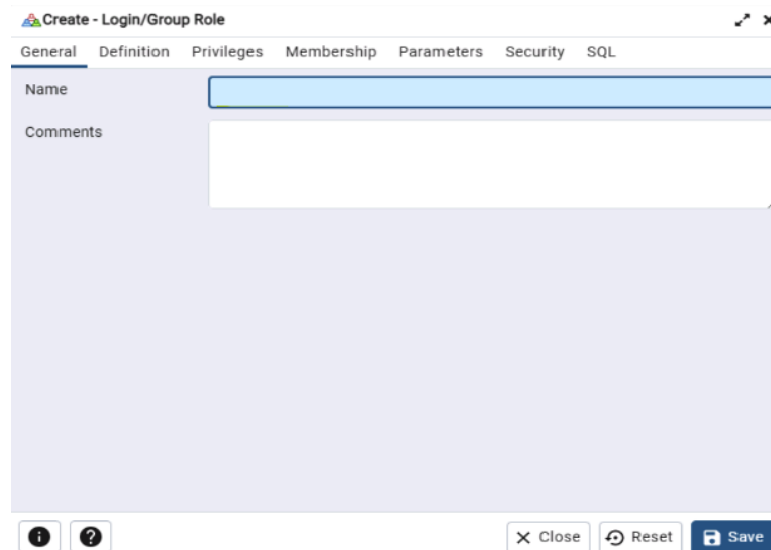 Create - Login/Group Role
General Definition Privileges Membership Parameters Security SQL
Name
Comments
Close Reset Save